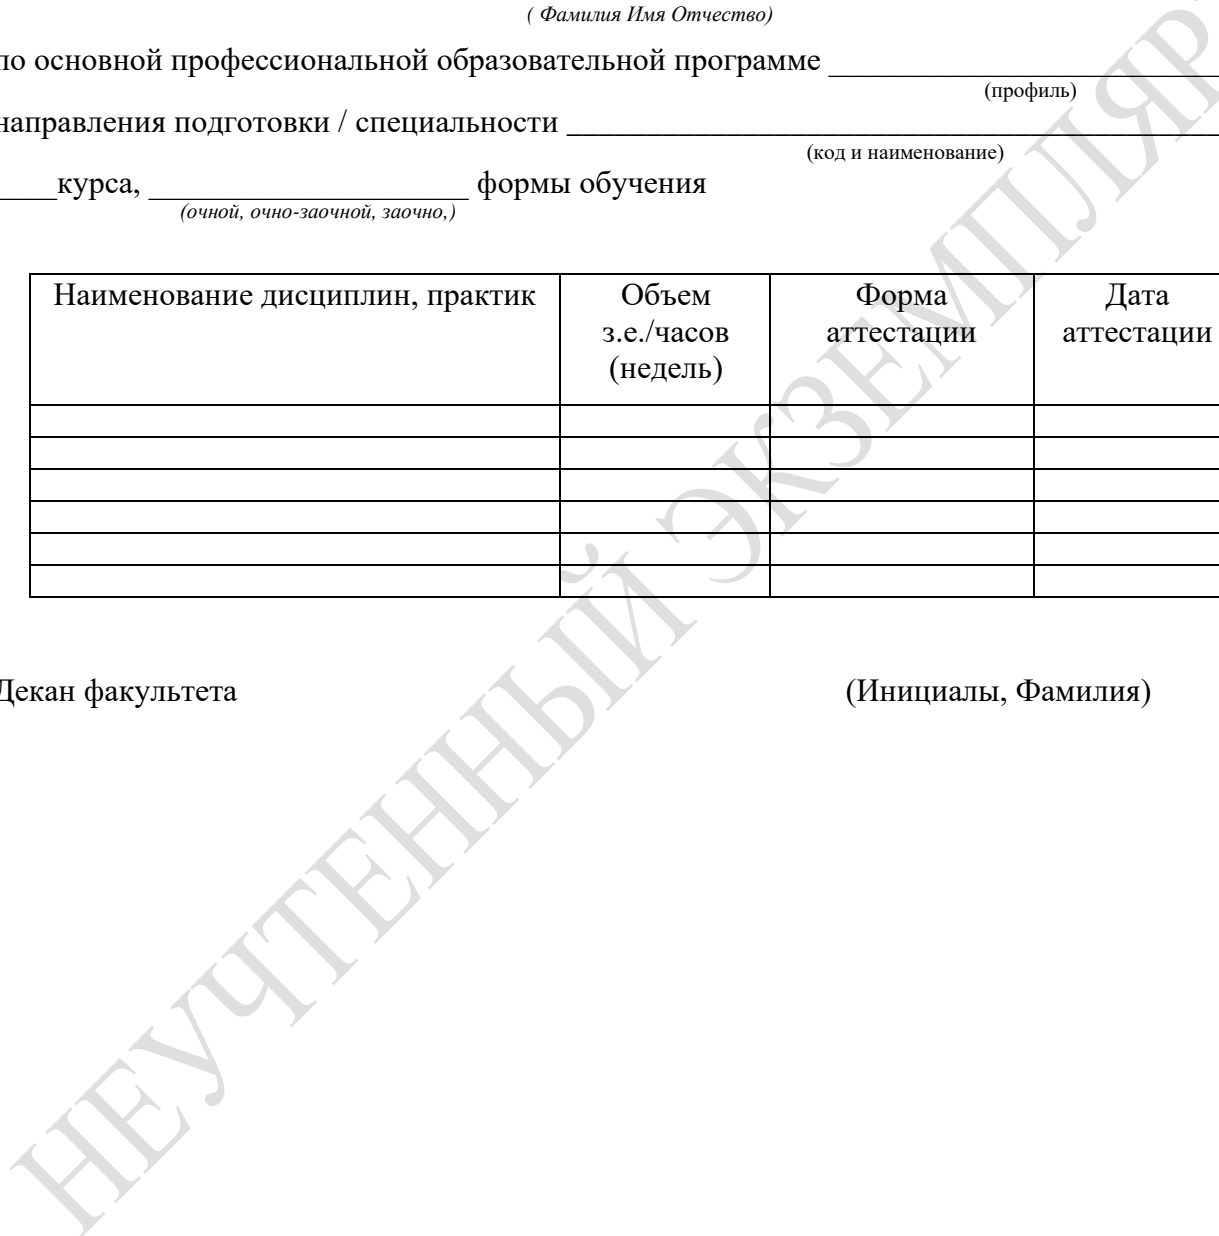 ( Фамилия Имя Отчество)
по основной профессиональной образовательной программе _________________________
(профиль)
направления подготовки / специальности _________________________________________
(код и наименование)
____курса, ____________________ формы обучения
(очной, очно-заочной, заочно,)
Наименование дисциплин, практик Объем Форма Дата
з.е./часов аттестации аттестации
(недель)
Декан факультета (Инициалы, Фамилия)
НЕУЧТЕННЫЙ ЭКЗЕМПЛЯР